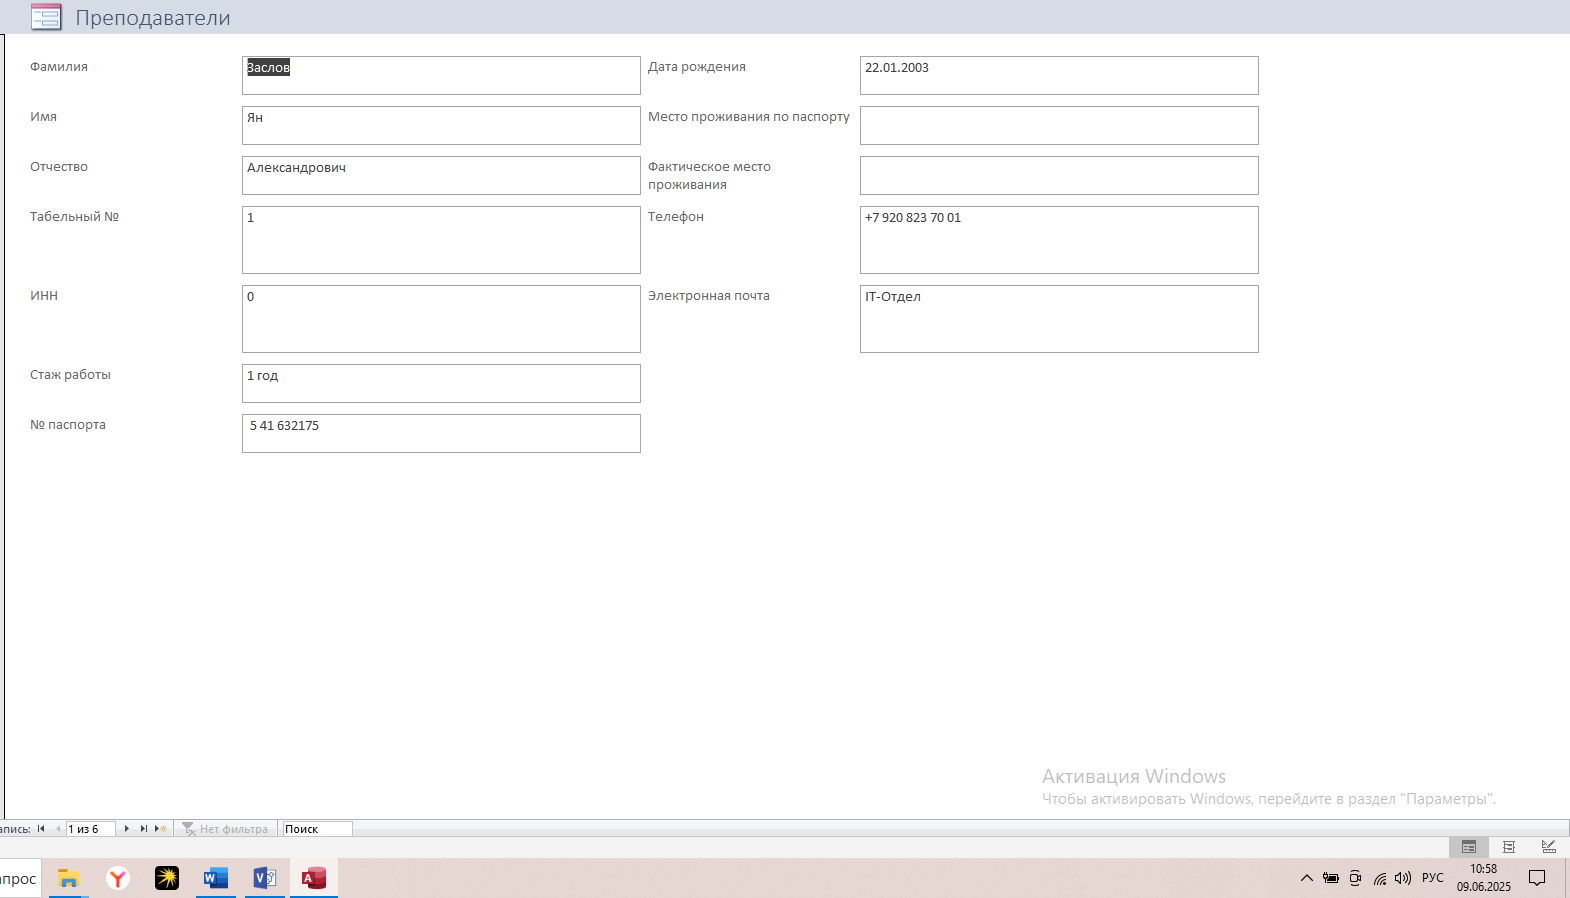 Преподаватели
Фамилия
Заслов
Дата рождения
22.01.2003
Имя
Ян
Место проживания по паспорту
Отчество
Александрович
Фактическое место
проживания
Табельный №
1
Телефон
+7 920 823 70 01
ИНН
0
Электронная почта
IT-Отдел
Стаж работы
1 год
№ паспорта
5 41 632175
Активация Windows
Чтобы активировать Windows, перейдите в раздел "Параметры".
апись:
1 из 6
Нет фильтра
Поиск
апрос
РУС
10:58
09.06.2025